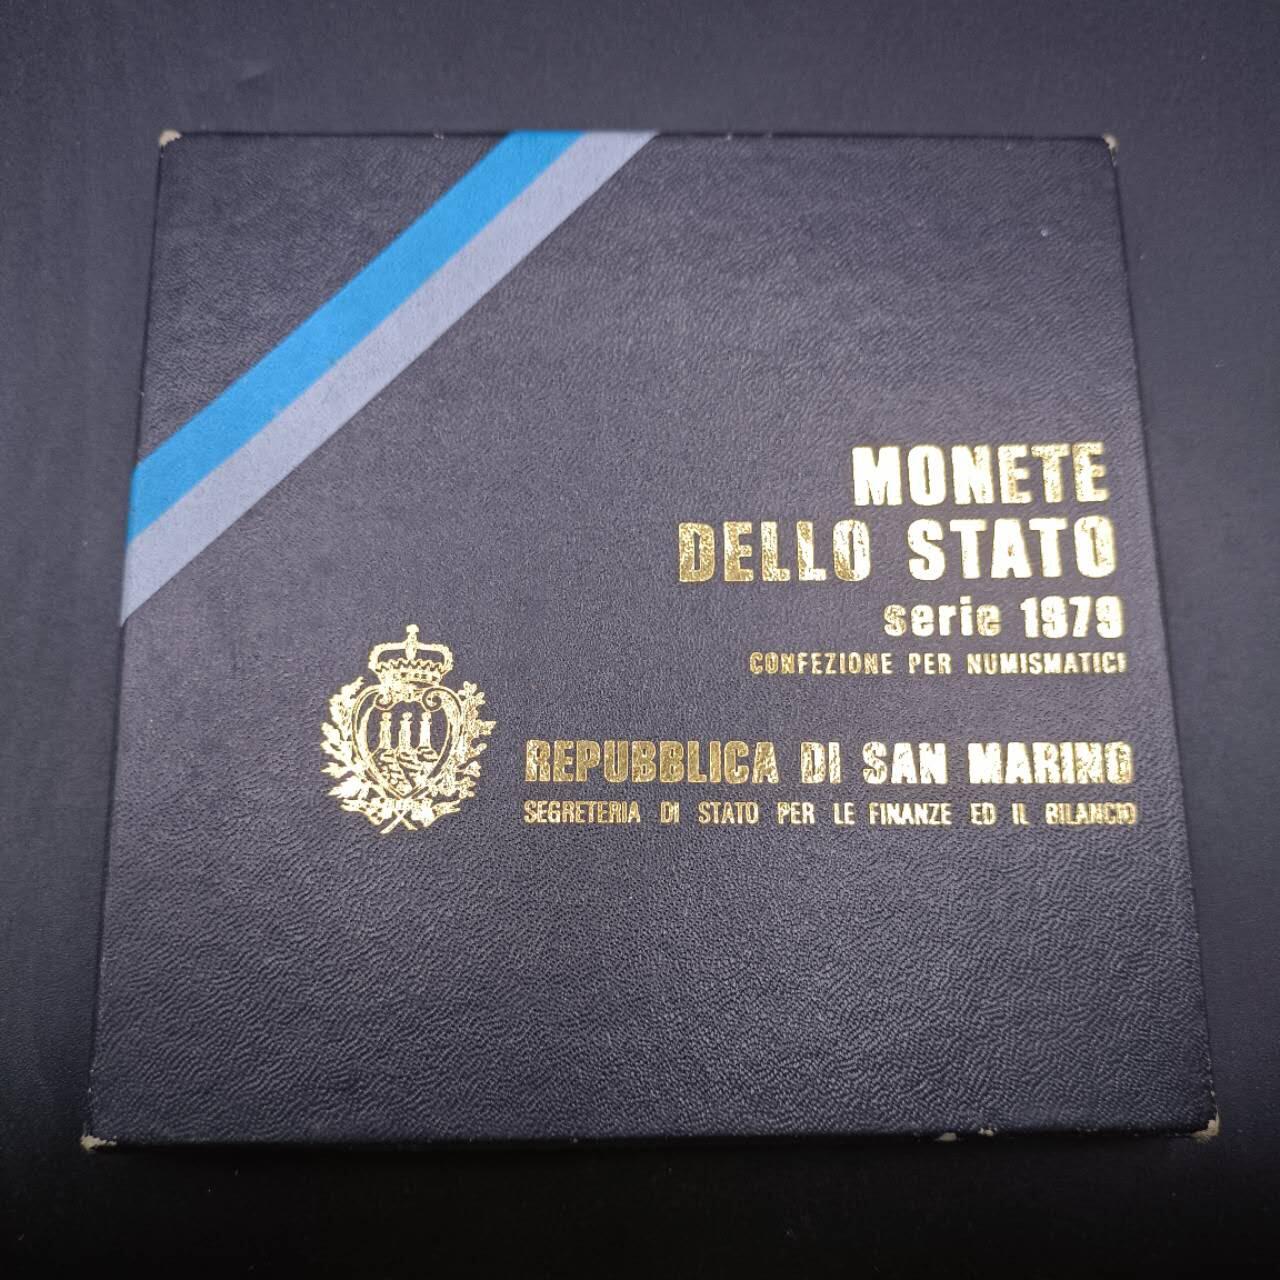 MONETE
DELLO STATO
serie 1979
CONFEZIONE PER NUMISMATICI
REPUBBLICA DI SAN MARINO
SEGRETERIA DI STATO PER LE FINANZE ED IL BILANCIO